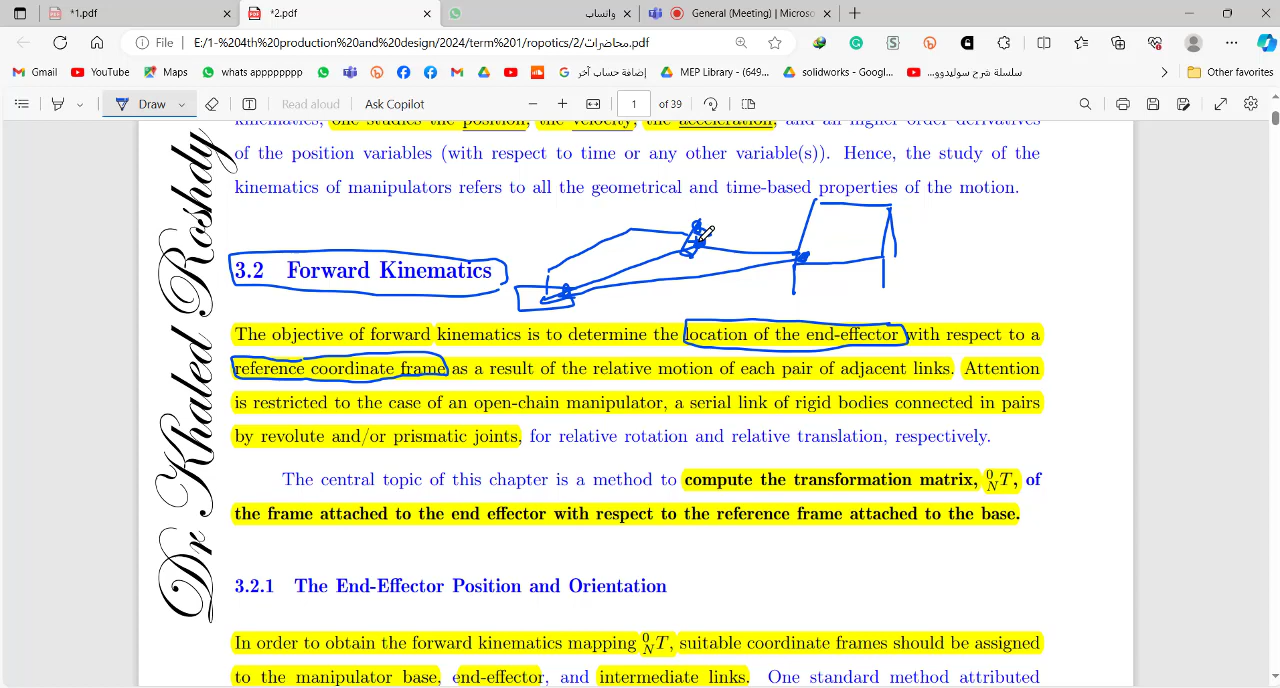 *1.pdf
*2.pdf
واتساب
General (Meeting) | Microso
File
E:/1-%204th%20production%20and%20design/2024/term%201/ropotics/2/محاضرات.pdf
Gmail
YouTube
Maps
whats appppppp
إضافة حساب آخر
MEP Library - (649...
solidworks - Googl...
سلسلة شرح سوليدوو...
Other favorites
Draw
Read aloud
Ask Copilot
1
of 39
kinematics, one studies the position, the velocity, the acceleration, and all higher order derivatives
of the position variables (with respect to time or any other variable(s)). Hence, the study of the
kinematics of manipulators refers to all the geometrical and time-based properties of the motion.
3.2 Forward Kinematics
The objective of forward kinematics is to determine the location of the end-effector with respect to a
reference coordinate frame as a result of the relative motion of each pair of adjacent links. Attention
is restricted to the case of an open-chain manipulator, a serial link of rigid bodies connected in pairs
by revolute and/or prismatic joints, for relative rotation and relative translation, respectively.
The central topic of this chapter is a method to compute the transformation matrix, ⁰_N T, of
the frame attached to the end effector with respect to the reference frame attached to the base.
3.2.1 The End-Effector Position and Orientation
In order to obtain the forward kinematics mapping ⁰_N T, suitable coordinate frames should be assigned
to the manipulator base, end-effector, and intermediate links. One standard method attributed
Dr Khaled Roshdy